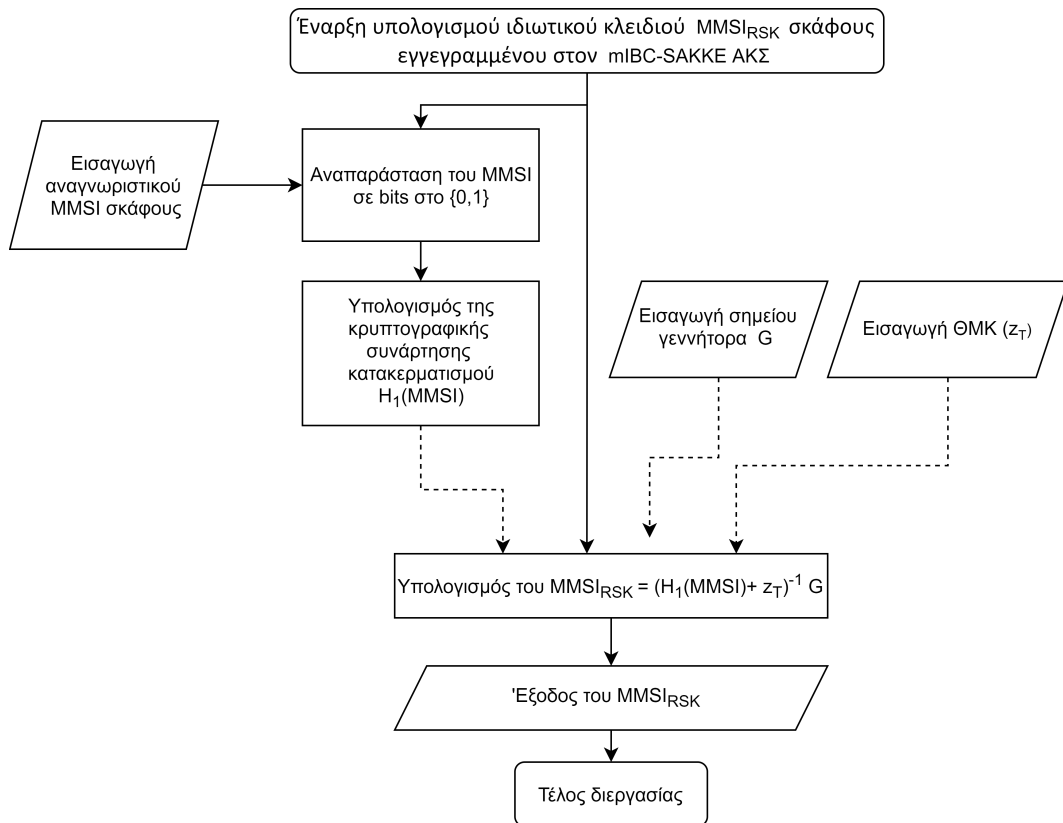 Έναρξη υπολογισμού ιδιωτικού κλειδιού MMSI_RSK σκάφους
εγγεγραμμένου στον mIBC-SAKKE ΑΚΣ
Εισαγωγή
αναγνωριστικού
MMSI σκάφους
Αναπαράσταση του MMSI
σε bits στο {0,1}
Υπολογισμός της
κρυπτογραφικής
συνάρτησης
κατακερματισμού
H₁(MMSI)
Εισαγωγή σημείου
γεννήτορα G
Εισαγωγή ΘΜΚ (z_T)
Υπολογισμός του MMSI_RSK = (H₁(MMSI)+ z_T)⁻¹ G
Έξοδος του MMSI_RSK
Τέλος διεργασίας